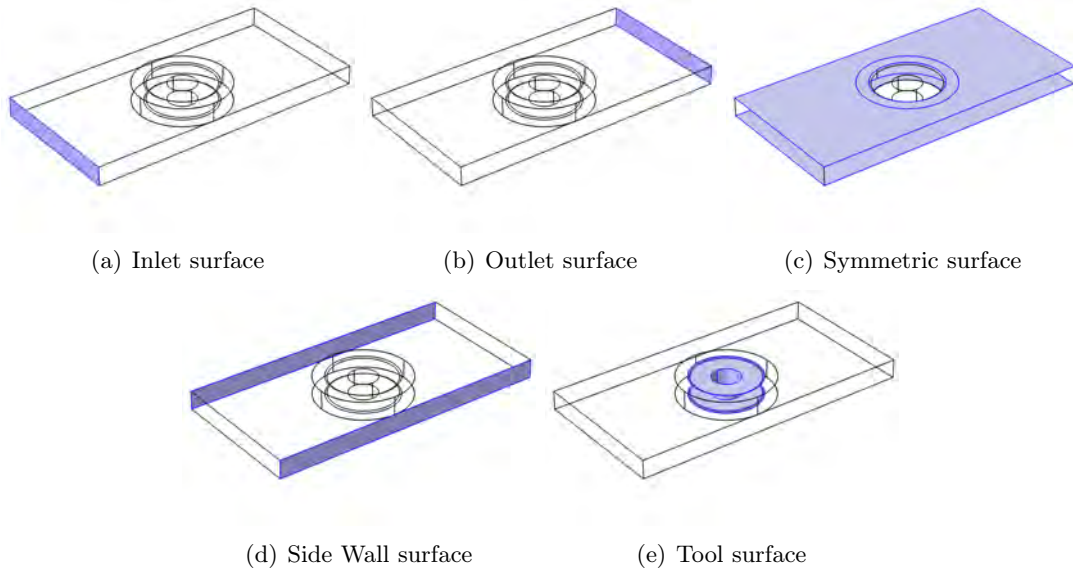 (a) Inlet surface
(b) Outlet surface
(c) Symmetric surface
(d) Side Wall surface
(e) Tool surface